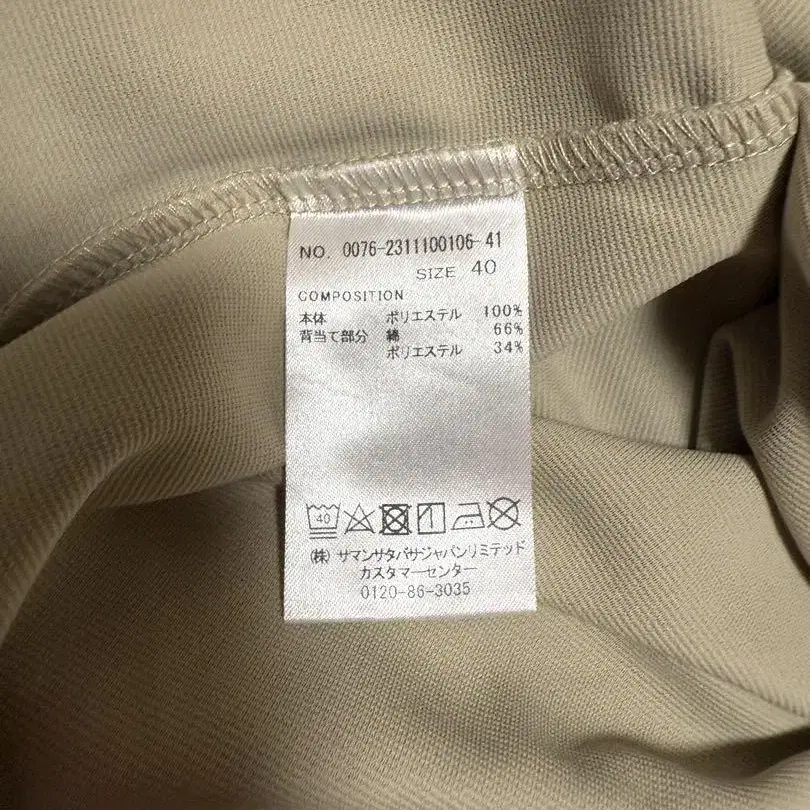 NO. 0076-2311100106-41
SIZE 40
COMPOSITION
本体 ポリエステル 100%
背当て部分 綿 66%
ポリエステル 34%
40
(株) サマンサタバサジャパンリミテッド
カスタマーセンター
0120-86-3035